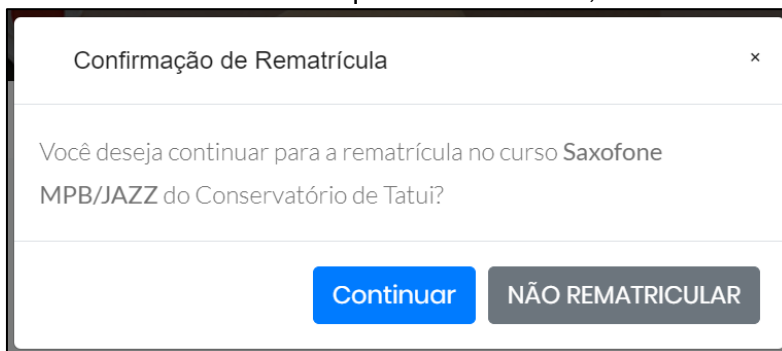 Confirmação de Rematrícula ×
Você deseja continuar para a rematrícula no curso Saxofone
MPB/JAZZ do Conservatório de Tatui?
Continuar NÃO REMATRICULAR